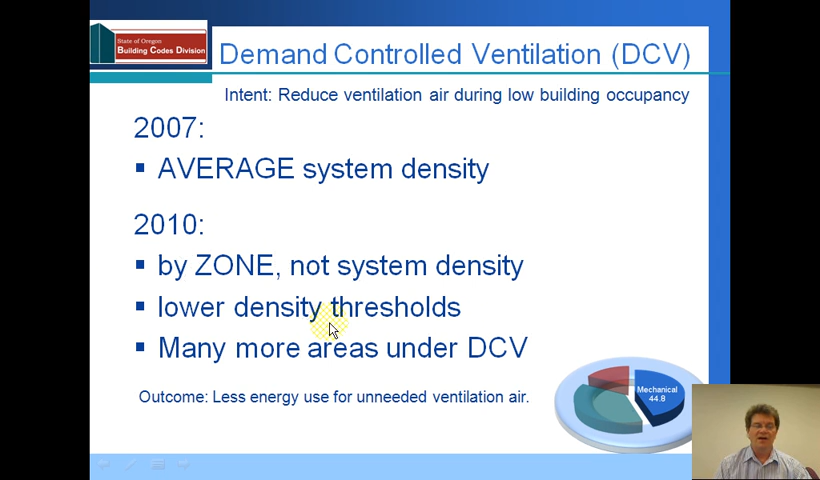 State of Oregon
Building Codes Division
Demand Controlled Ventilation (DCV)
Intent: Reduce ventilation air during low building occupancy
2007:
▪ AVERAGE system density
2010:
▪ by ZONE, not system density
▪ lower density thresholds
▪ Many more areas under DCV
Outcome: Less energy use for unneeded ventilation air.
Mechanical
44.8